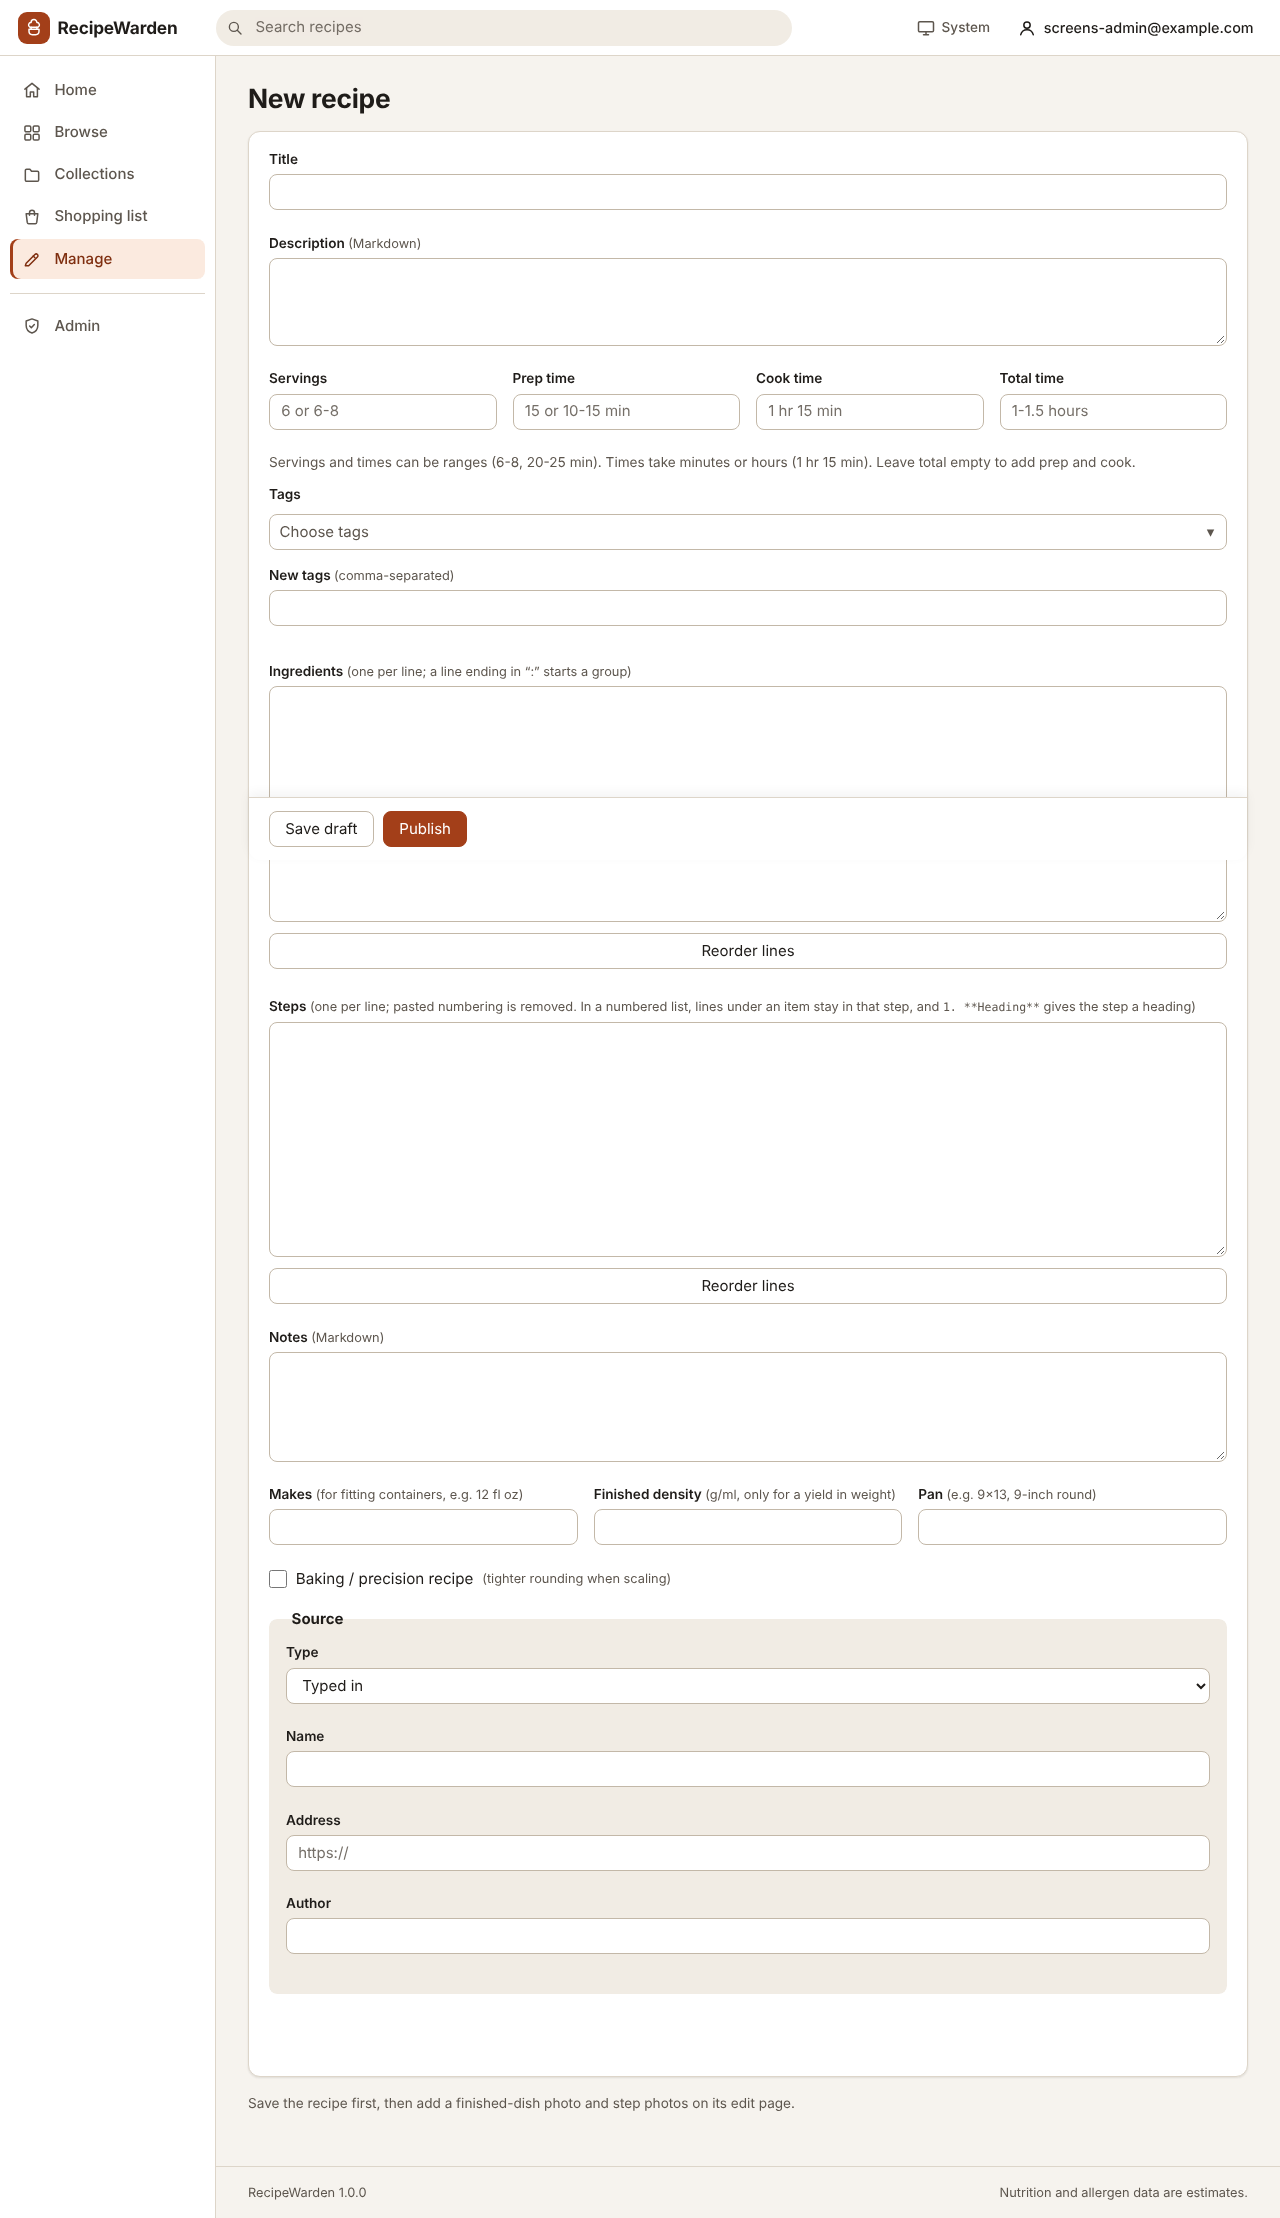 RecipeWarden
Search recipes
System
screens-admin@example.com
Home
Browse
Collections
Shopping list
Manage
Admin
New recipe
Title
Description (Markdown)
Servings
Prep time
Cook time
Total time
6 or 6-8
15 or 10-15 min
1 hr 15 min
1-1.5 hours
Servings and times can be ranges (6-8, 20-25 min). Times take minutes or hours (1 hr 15 min). Leave total empty to add prep and cook.
Tags
Choose tags
New tags (comma-separated)
Ingredients (one per line; a line ending in “:” starts a group)
Save draft
Publish
Reorder lines
Steps (one per line; pasted numbering is removed. In a numbered list, lines under an item stay in that step, and 1. **Heading** gives the step a heading)
Reorder lines
Notes (Markdown)
Makes (for fitting containers, e.g. 12 fl oz)
Finished density (g/ml, only for a yield in weight)
Pan (e.g. 9×13, 9-inch round)
Baking / precision recipe (tighter rounding when scaling)
Source
Type
Typed in
Name
Address
https://
Author
Save the recipe first, then add a finished-dish photo and step photos on its edit page.
RecipeWarden 1.0.0
Nutrition and allergen data are estimates.